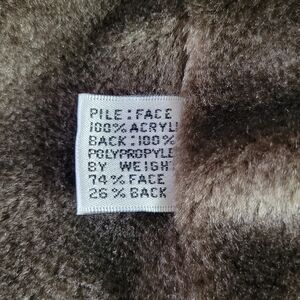 PILE: FACE
100% ACRYLI
BACK: 100%
POLYPROPYLE
BY WEIGH
74% FACE
26% BACK